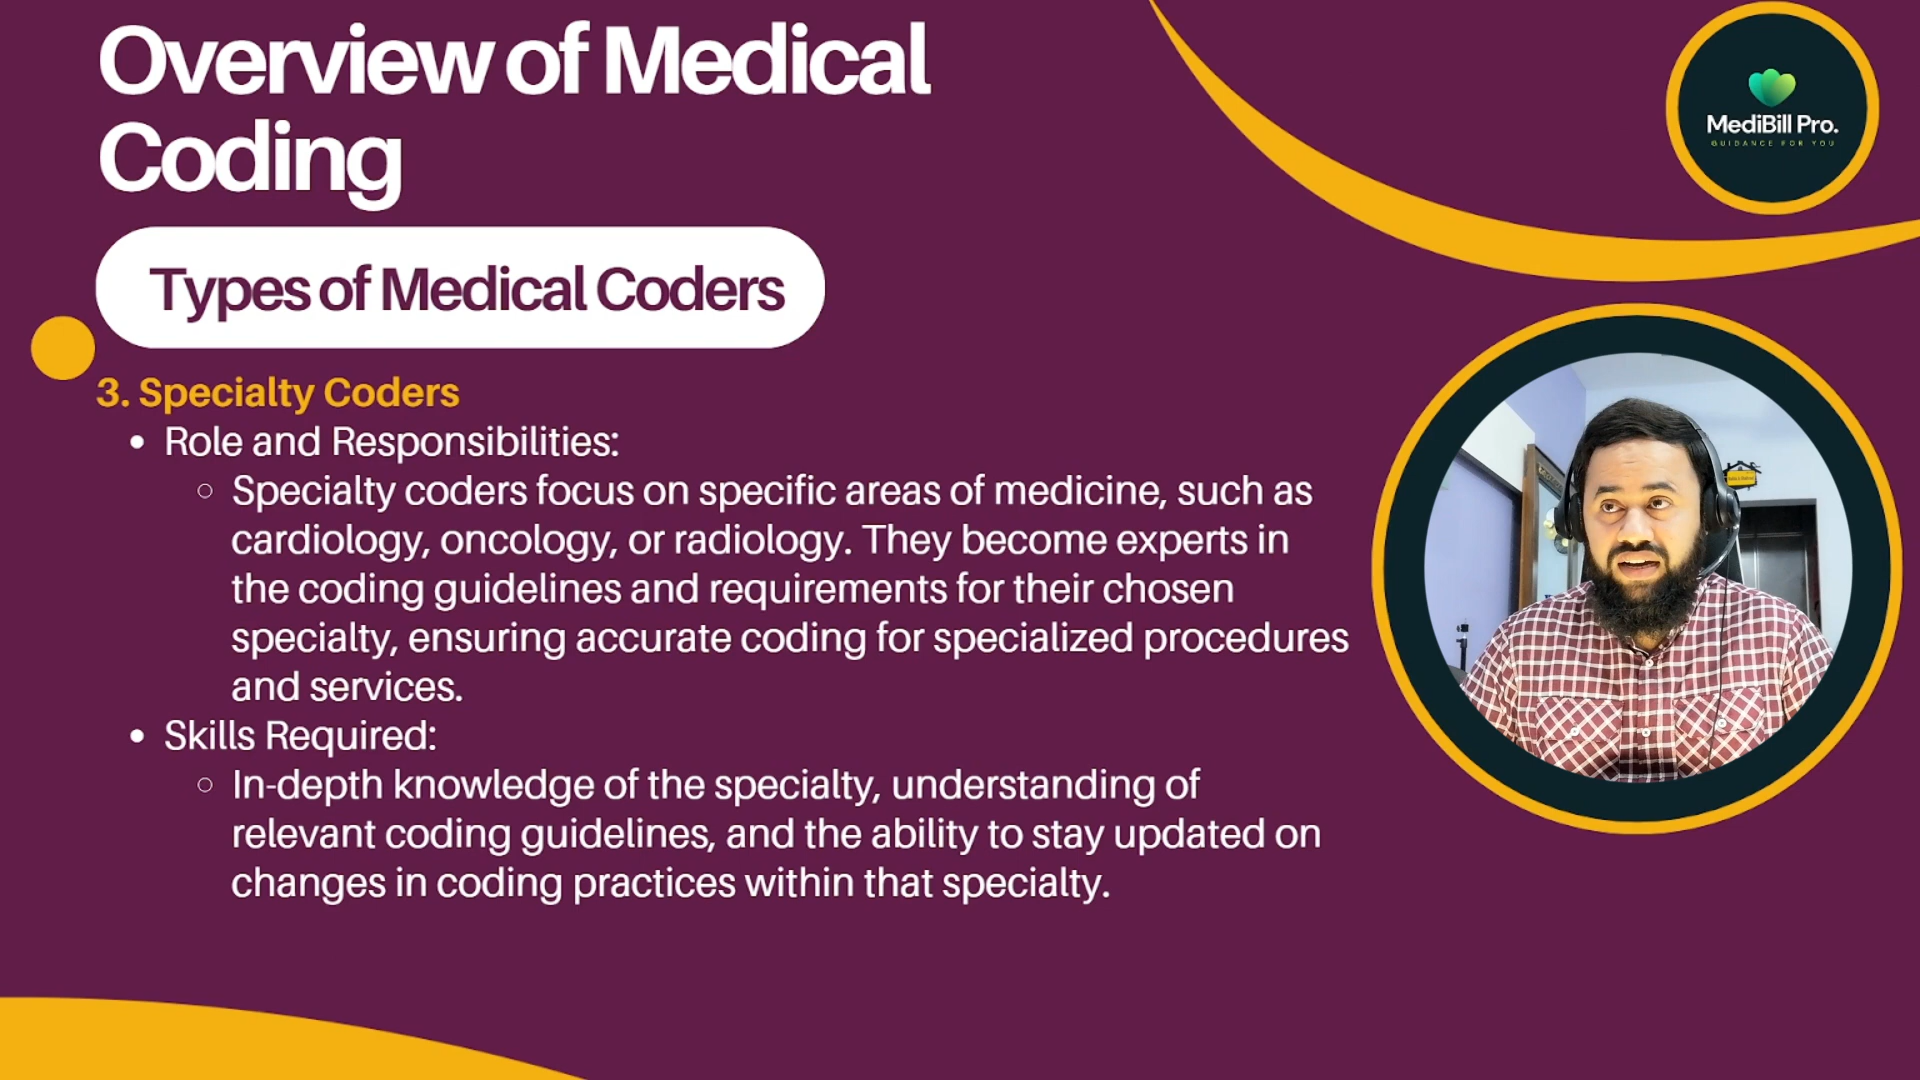 Overview of Medical
Coding
MediBill Pro.
GUIDANCE FOR YOU
Types of Medical Coders
3. Specialty Coders
• Role and Responsibilities:
○ Specialty coders focus on specific areas of medicine, such as
cardiology, oncology, or radiology. They become experts in
the coding guidelines and requirements for their chosen
specialty, ensuring accurate coding for specialized procedures
and services.
• Skills Required:
○ In-depth knowledge of the specialty, understanding of
relevant coding guidelines, and the ability to stay updated on
changes in coding practices within that specialty.